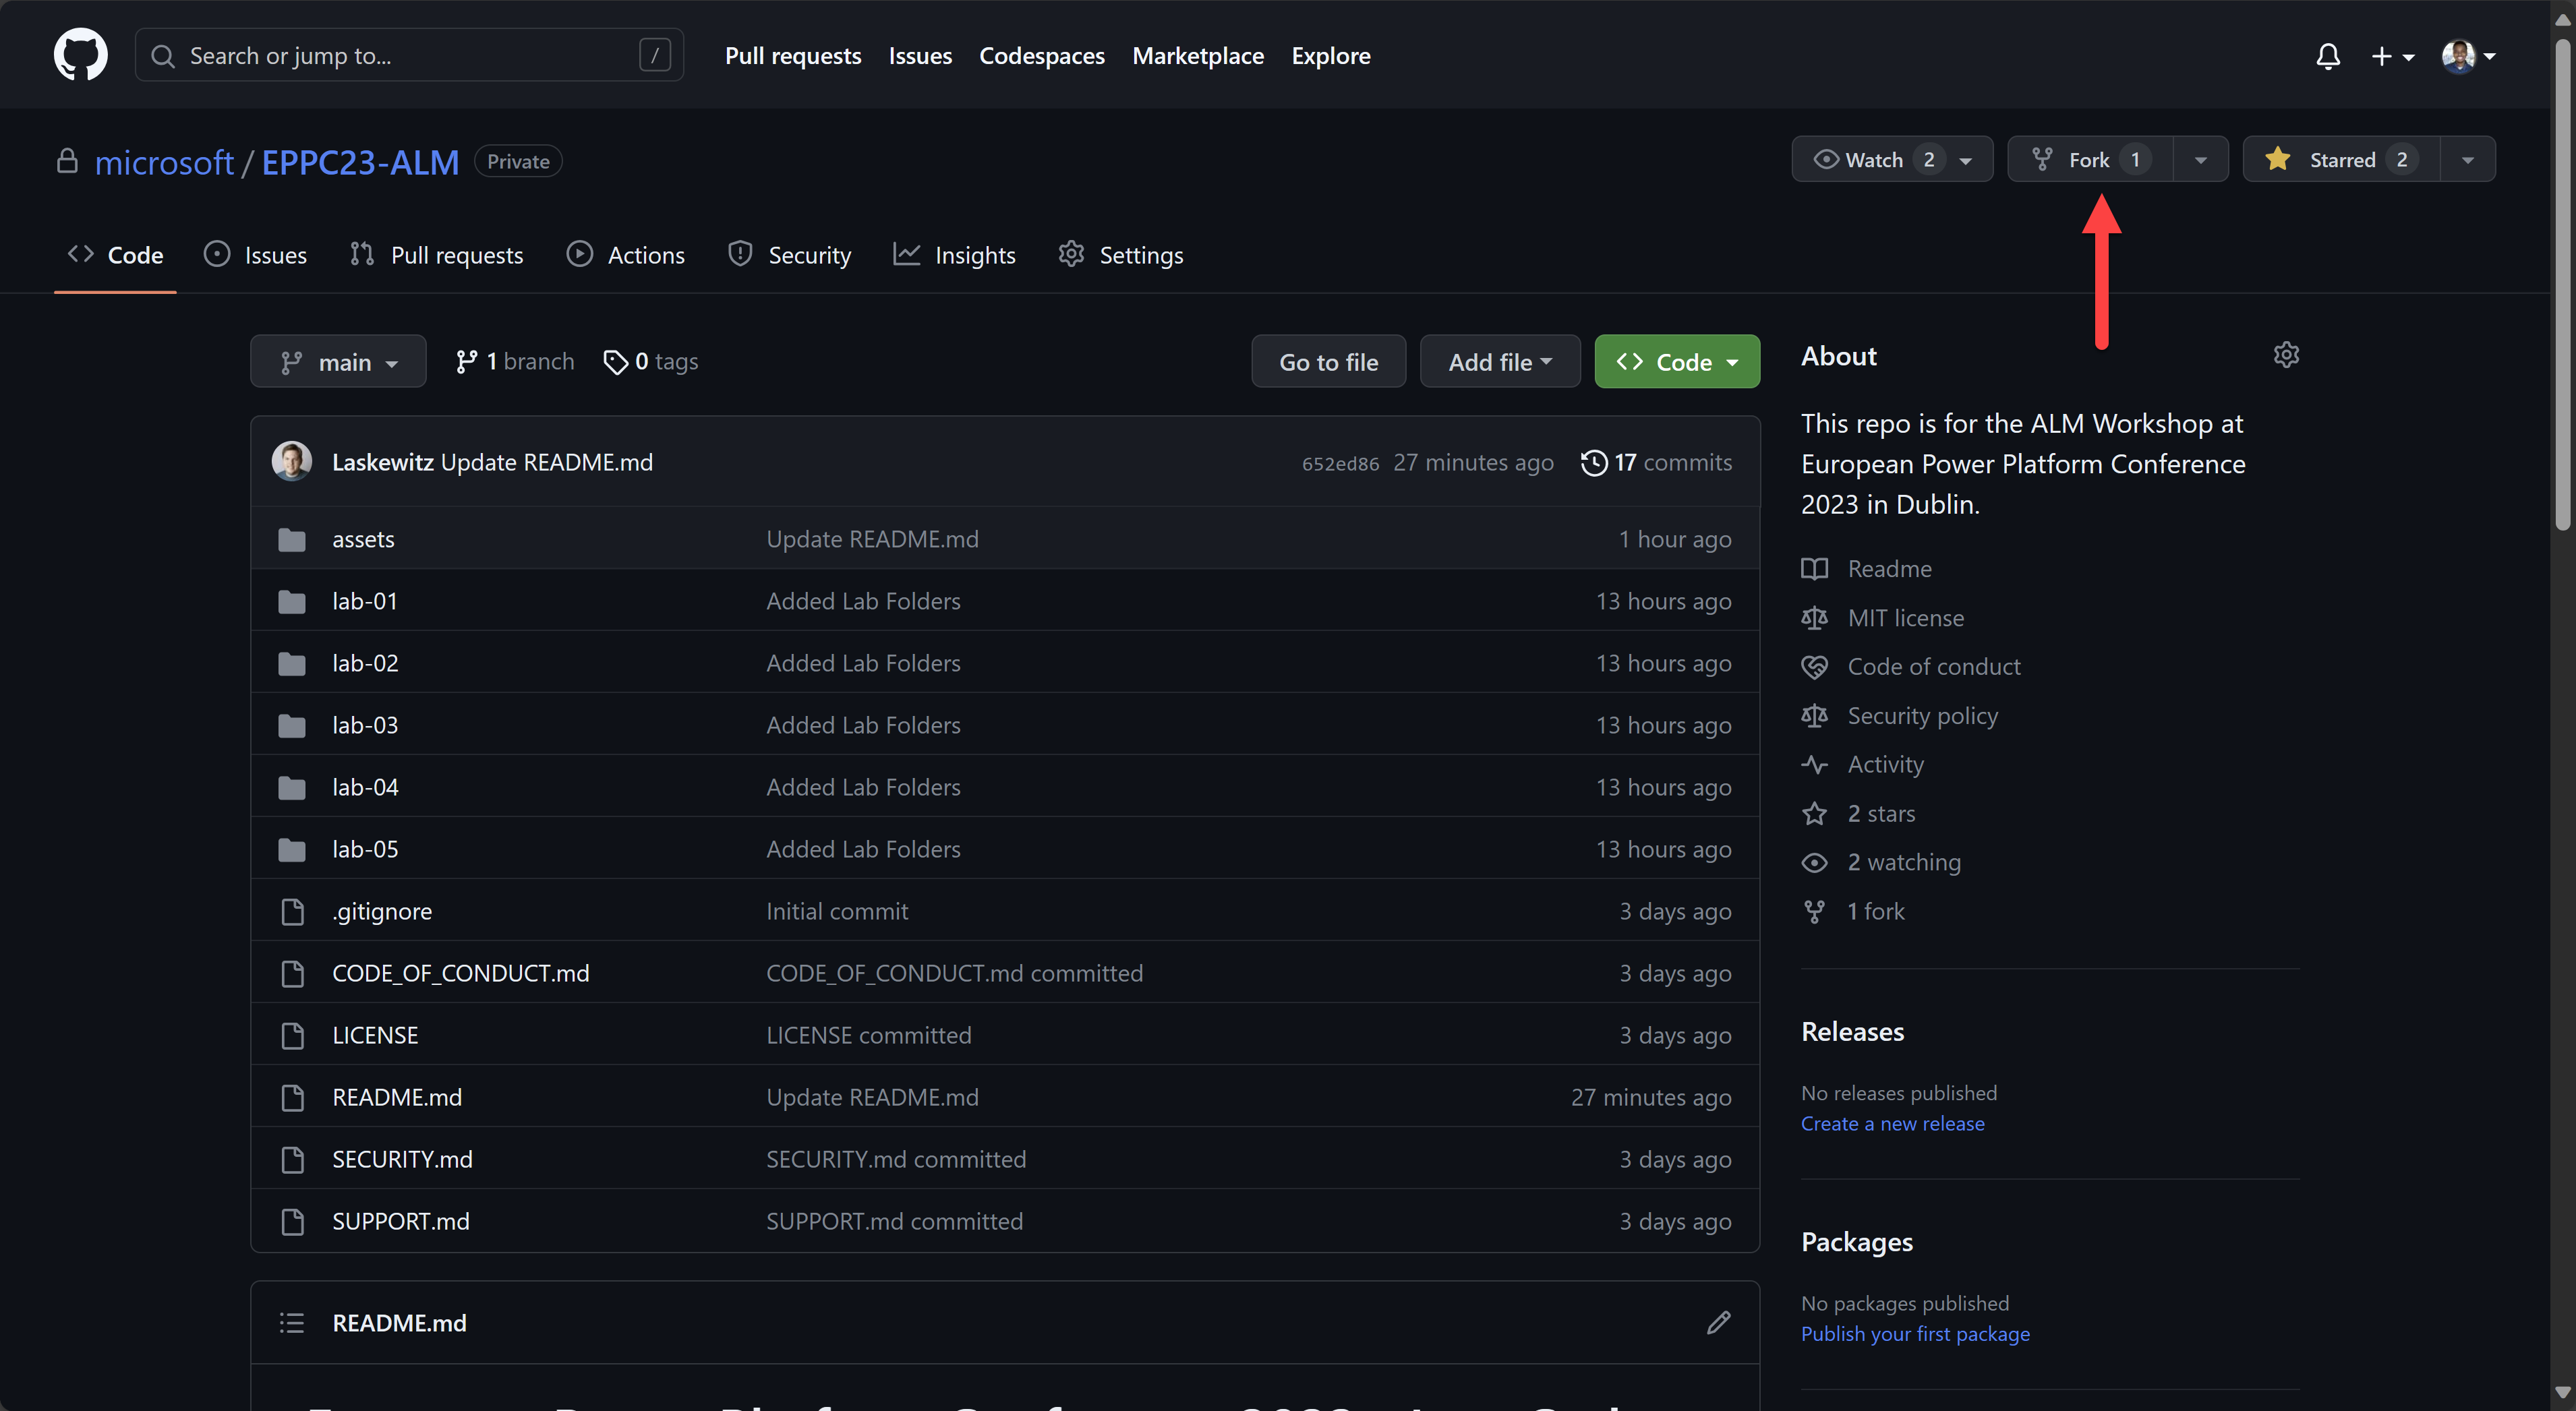 Search or jump to... /
Pull requests Issues Codespaces Marketplace Explore
microsoft / EPPC23-ALM Private
Watch 2 Fork 1 Starred 2
Code Issues Pull requests Actions Security Insights Settings
main 1 branch 0 tags Go to file Add file Code
Laskewitz Update README.md 652ed86 27 minutes ago 17 commits
assets Update README.md 1 hour ago
lab-01 Added Lab Folders 13 hours ago
lab-02 Added Lab Folders 13 hours ago
lab-03 Added Lab Folders 13 hours ago
lab-04 Added Lab Folders 13 hours ago
lab-05 Added Lab Folders 13 hours ago
.gitignore Initial commit 3 days ago
CODE_OF_CONDUCT.md CODE_OF_CONDUCT.md committed 3 days ago
LICENSE LICENSE committed 3 days ago
README.md Update README.md 27 minutes ago
SECURITY.md SECURITY.md committed 3 days ago
SUPPORT.md SUPPORT.md committed 3 days ago
README.md
About
This repo is for the ALM Workshop at
European Power Platform Conference
2023 in Dublin.
Readme
MIT license
Code of conduct
Security policy
Activity
2 stars
2 watching
1 fork
Releases
No releases published
Create a new release
Packages
No packages published
Publish your first package